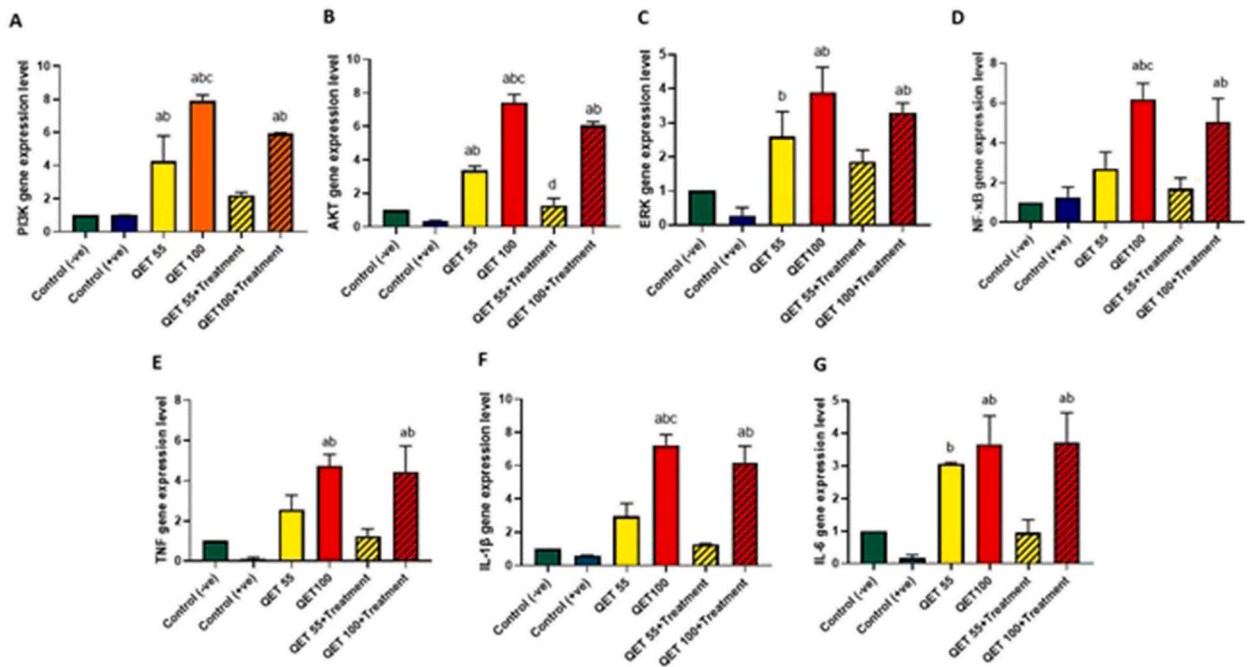 A
PI3K gene expression level
10
8
6
4
2
0
ab
abc
ab
Control (-ve)
Control (+ve)
QET 55
QET 100
QET 55+Treatment
QET100+Treatment
B
AKT gene expression level
10
8
6
4
2
0
ab
abc
d
ab
Control (-ve)
Control (+ve)
QET 55
QET 100
QET 55+Treatment
QET 100+Treatment
C
ERK gene expression level
5
4
3
2
1
0
b
ab
ab
Control (-ve)
Control (+ve)
QET 55
QET100
QET 55+Treatment
QET 100+Treatment
D
NF-κB gene expression level
8
6
4
2
0
abc
ab
Control (-ve)
Control (+ve)
QET 55
QET100
QET 55+Treatment
QET 100+Treatment
E
TNF gene expression level
8
6
4
2
0
ab
ab
Control (-ve)
Control (+ve)
QET 55
QET100
QET 55+Treatment
QET 100+Treatment
F
IL-1β gene expression level
10
8
6
4
2
0
abc
ab
Control (-ve)
Control (+ve)
QET 55
QET100
QET 55+Treatment
QET 100+Treatment
G
IL-6 gene expression level
5
4
3
2
1
0
b
ab
ab
Control (-ve)
Control (+ve)
QET 55
QET100
QET 55+Treatment
QET 100+Treatment